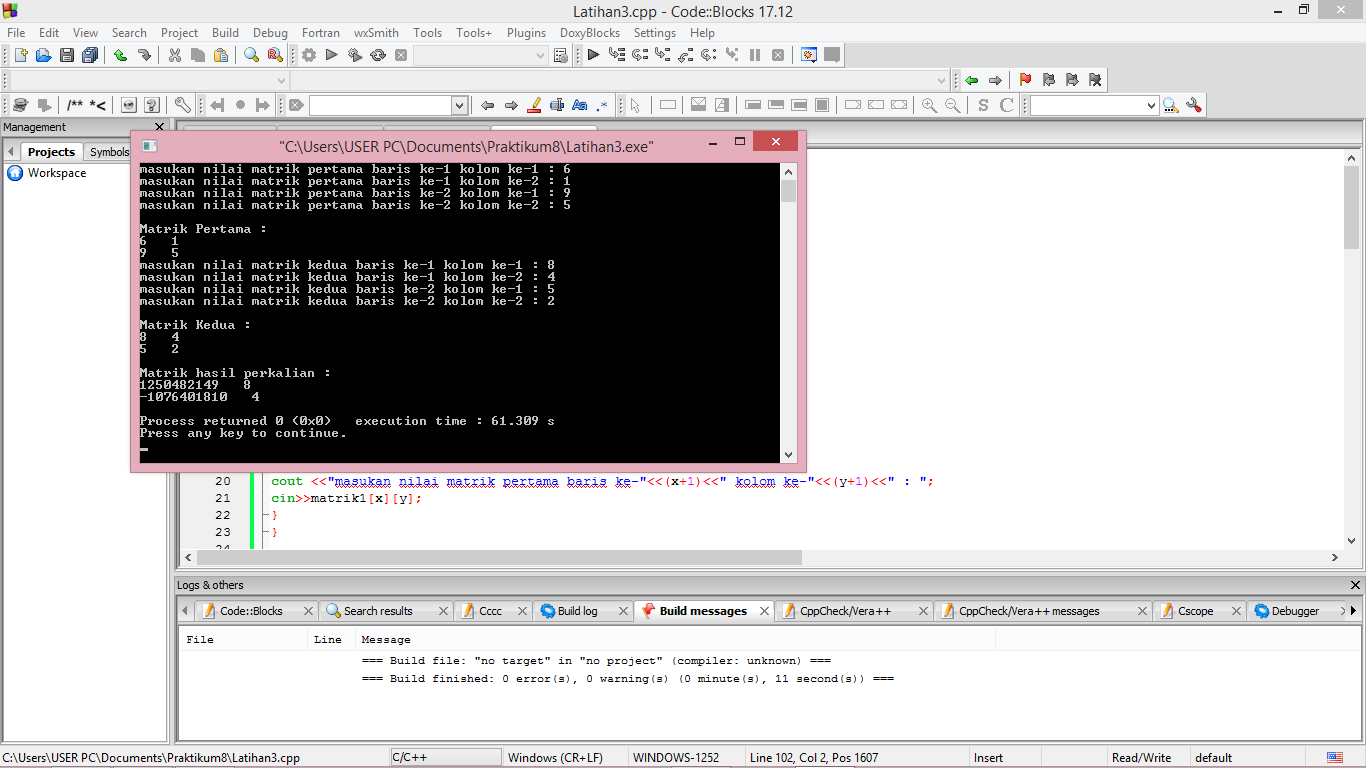 Latihan3.cpp - Code::Blocks 17.12
File Edit View Search Project Build Debug Fortran wxSmith Tools Tools+ Plugins DoxyBlocks Settings Help
/** *<
Aa .*
S C
Management
Projects Symbols
Workspace
"C:\Users\USER PC\Documents\Praktikum8\Latihan3.exe"
masukan nilai matrik pertama baris ke-1 kolom ke-1 : 6
masukan nilai matrik pertama baris ke-1 kolom ke-2 : 1
masukan nilai matrik pertama baris ke-2 kolom ke-1 : 9
masukan nilai matrik pertama baris ke-2 kolom ke-2 : 5
Matrik Pertama :
6 1
9 5
masukan nilai matrik kedua baris ke-1 kolom ke-1 : 8
masukan nilai matrik kedua baris ke-1 kolom ke-2 : 4
masukan nilai matrik kedua baris ke-2 kolom ke-1 : 5
masukan nilai matrik kedua baris ke-2 kolom ke-2 : 2
Matrik Kedua :
8 4
5 2
Matrik hasil perkalian :
1250482149 8
-1076401810 4
Process returned 0 (0x0) execution time : 61.309 s
Press any key to continue.
20 cout <<"masukan nilai matrik pertama baris ke-"<<(x+1)<<" kolom ke-"<<(y+1)<<" : ";
21 cin>>matrik1[x][y];
22 }
23 }
24
Logs & others
Code::Blocks Search results Cccc Build log Build messages CppCheck/Vera++ CppCheck/Vera++ messages Cscope Debugger
File Line Message
=== Build file: "no target" in "no project" (compiler: unknown) ===
=== Build finished: 0 error(s), 0 warning(s) (0 minute(s), 11 second(s)) ===
C:\Users\USER PC\Documents\Praktikum8\Latihan3.cpp C/C++ Windows (CR+LF) WINDOWS-1252 Line 102, Col 2, Pos 1607 Insert Read/Write default